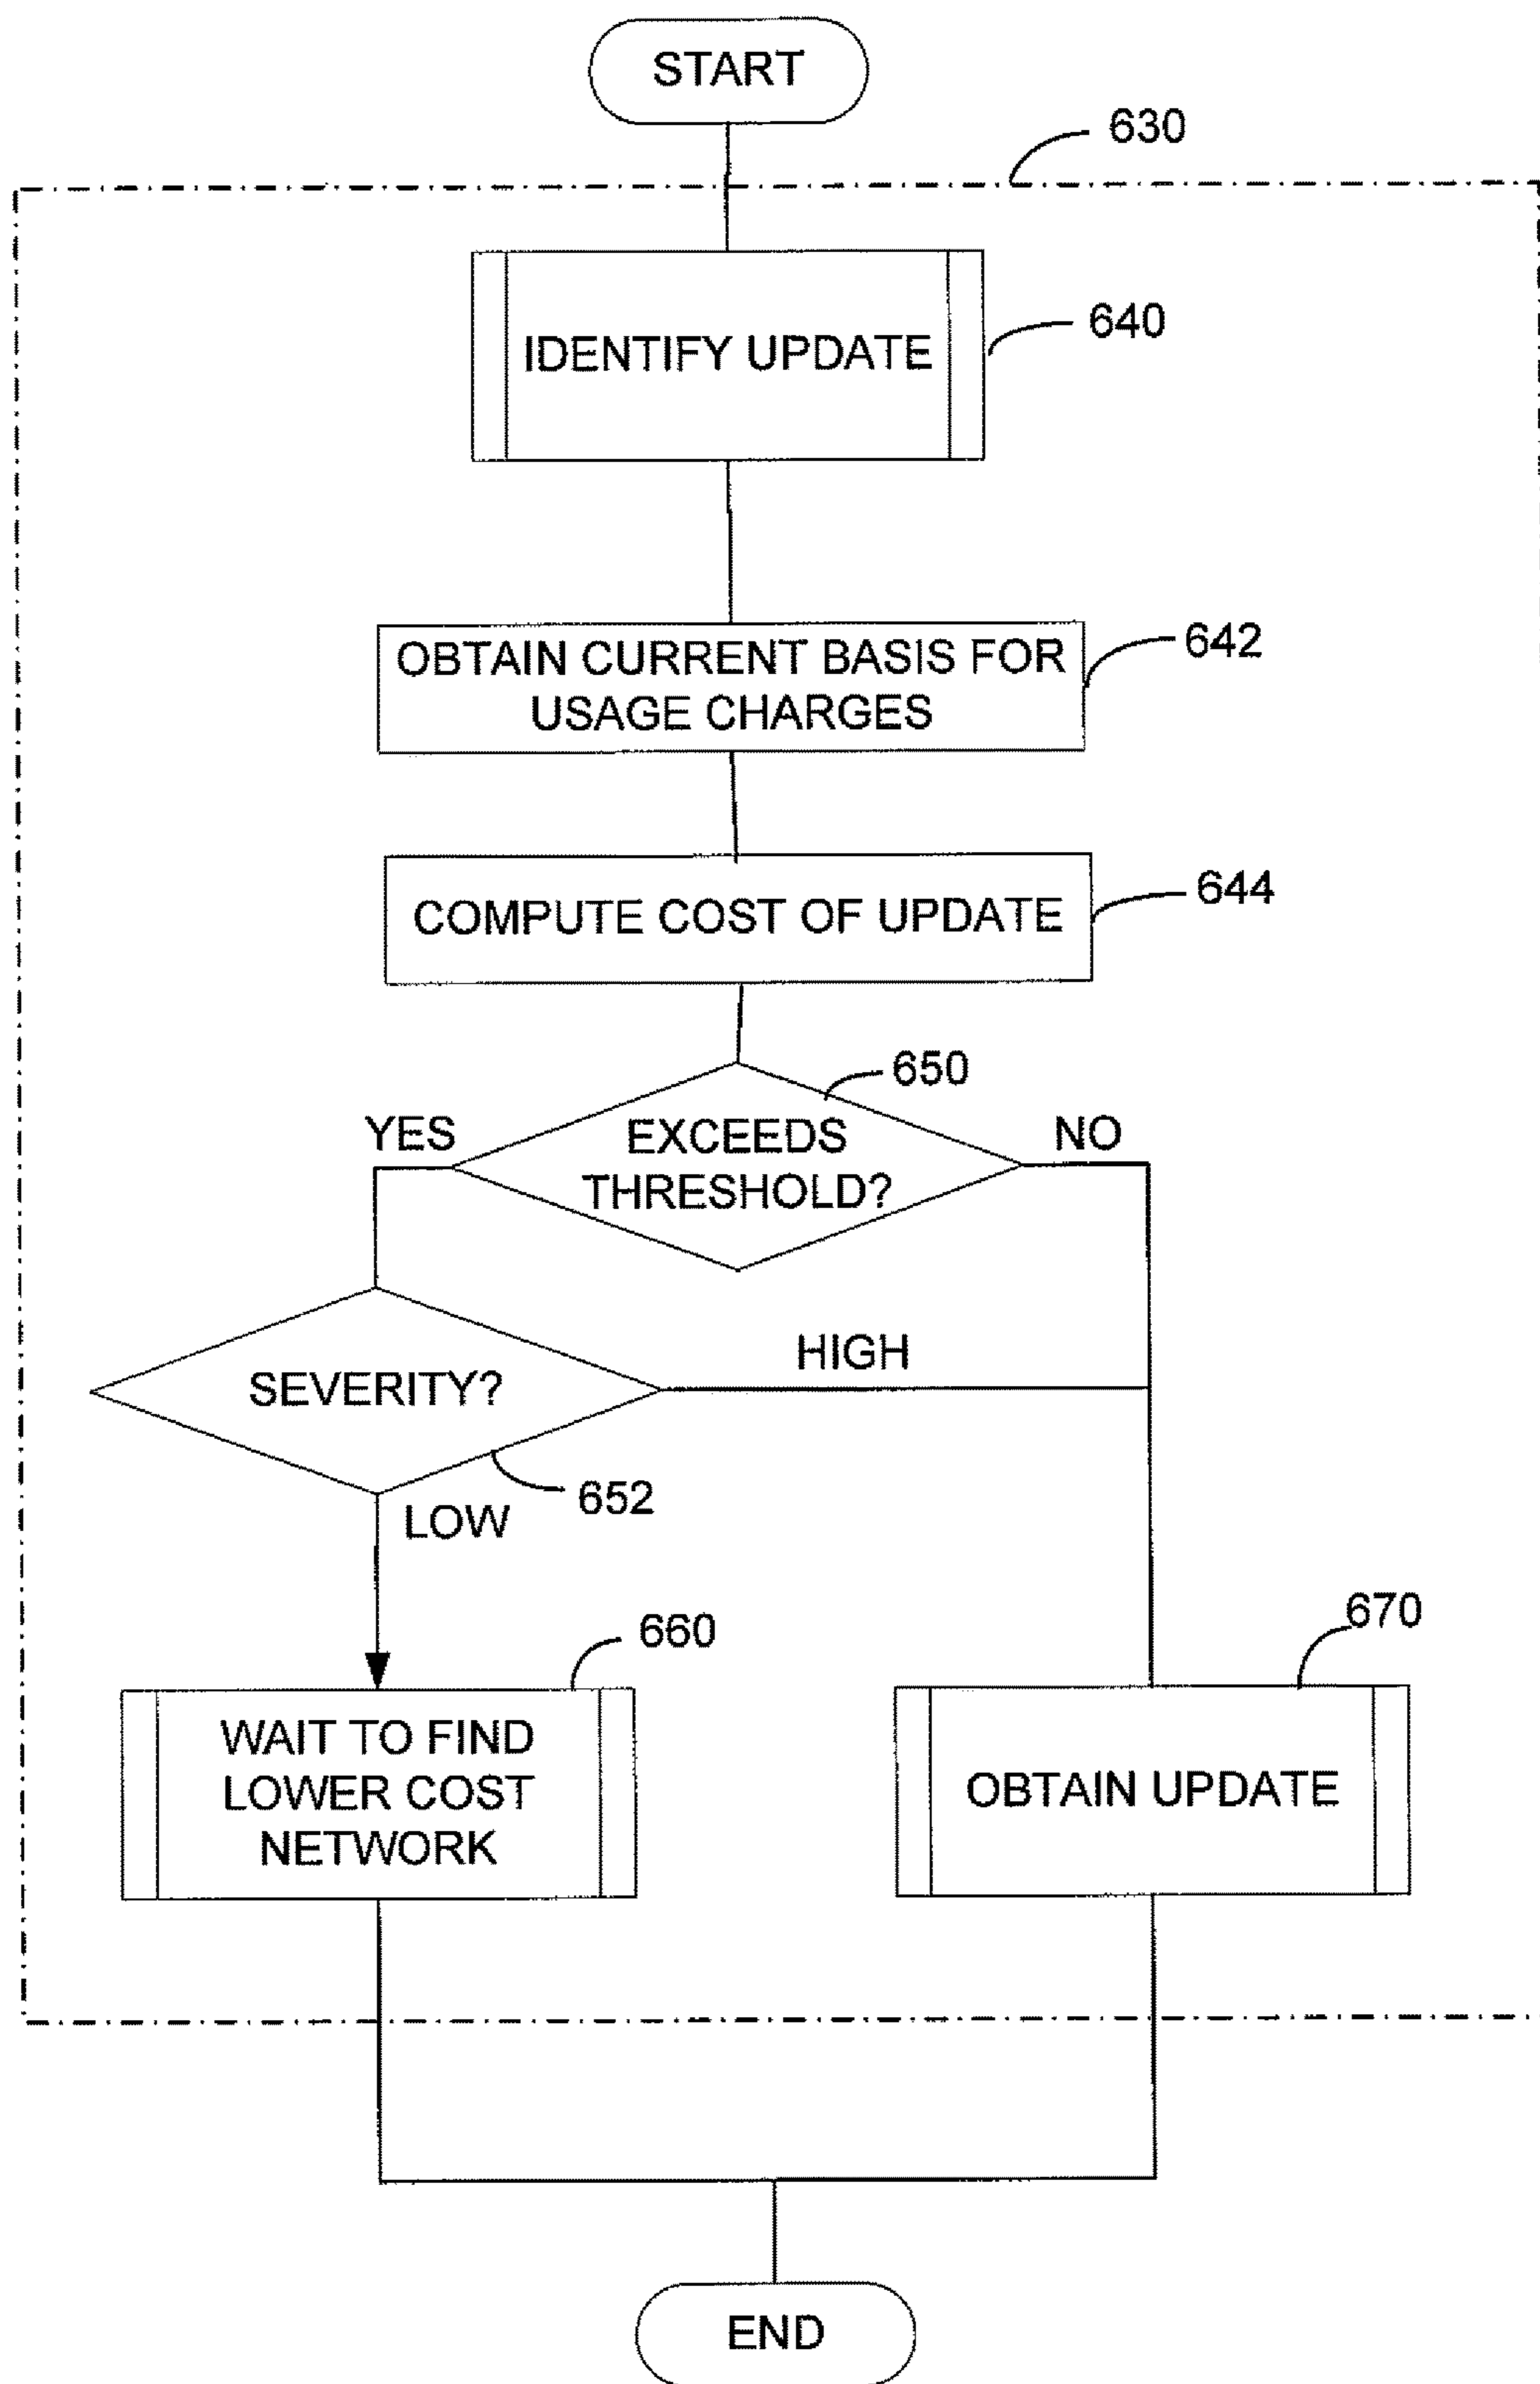 START
630
IDENTIFY UPDATE
640
OBTAIN CURRENT BASIS FOR
USAGE CHARGES
642
COMPUTE COST OF UPDATE
644
650
YES
EXCEEDS
THRESHOLD?
NO
SEVERITY?
HIGH
652
LOW
660
WAIT TO FIND
LOWER COST
NETWORK
670
OBTAIN UPDATE
END